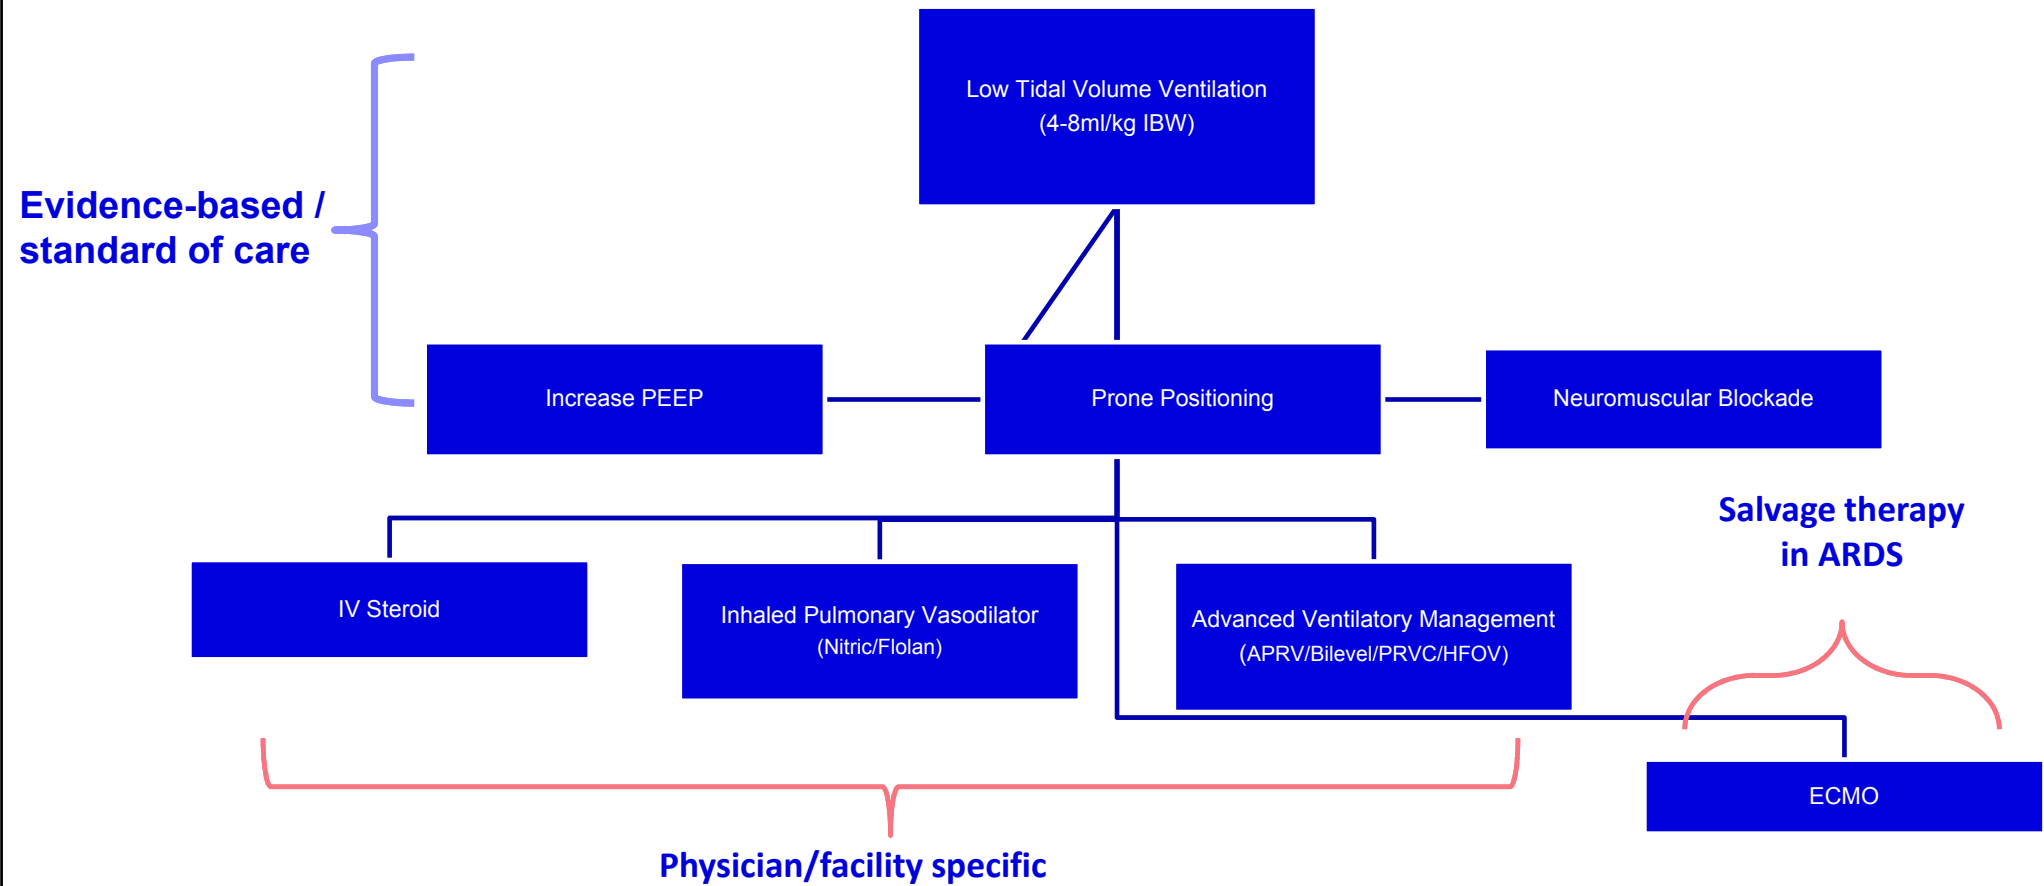 Low Tidal Volume Ventilation
(4-8ml/kg IBW)
Evidence-based /
standard of care
Increase PEEP
Prone Positioning
Neuromuscular Blockade
Salvage therapy
in ARDS
IV Steroid
Inhaled Pulmonary Vasodilator
(Nitric/Flolan)
Advanced Ventilatory Management
(APRV/Bilevel/PRVC/HFOV)
ECMO
Physician/facility specific